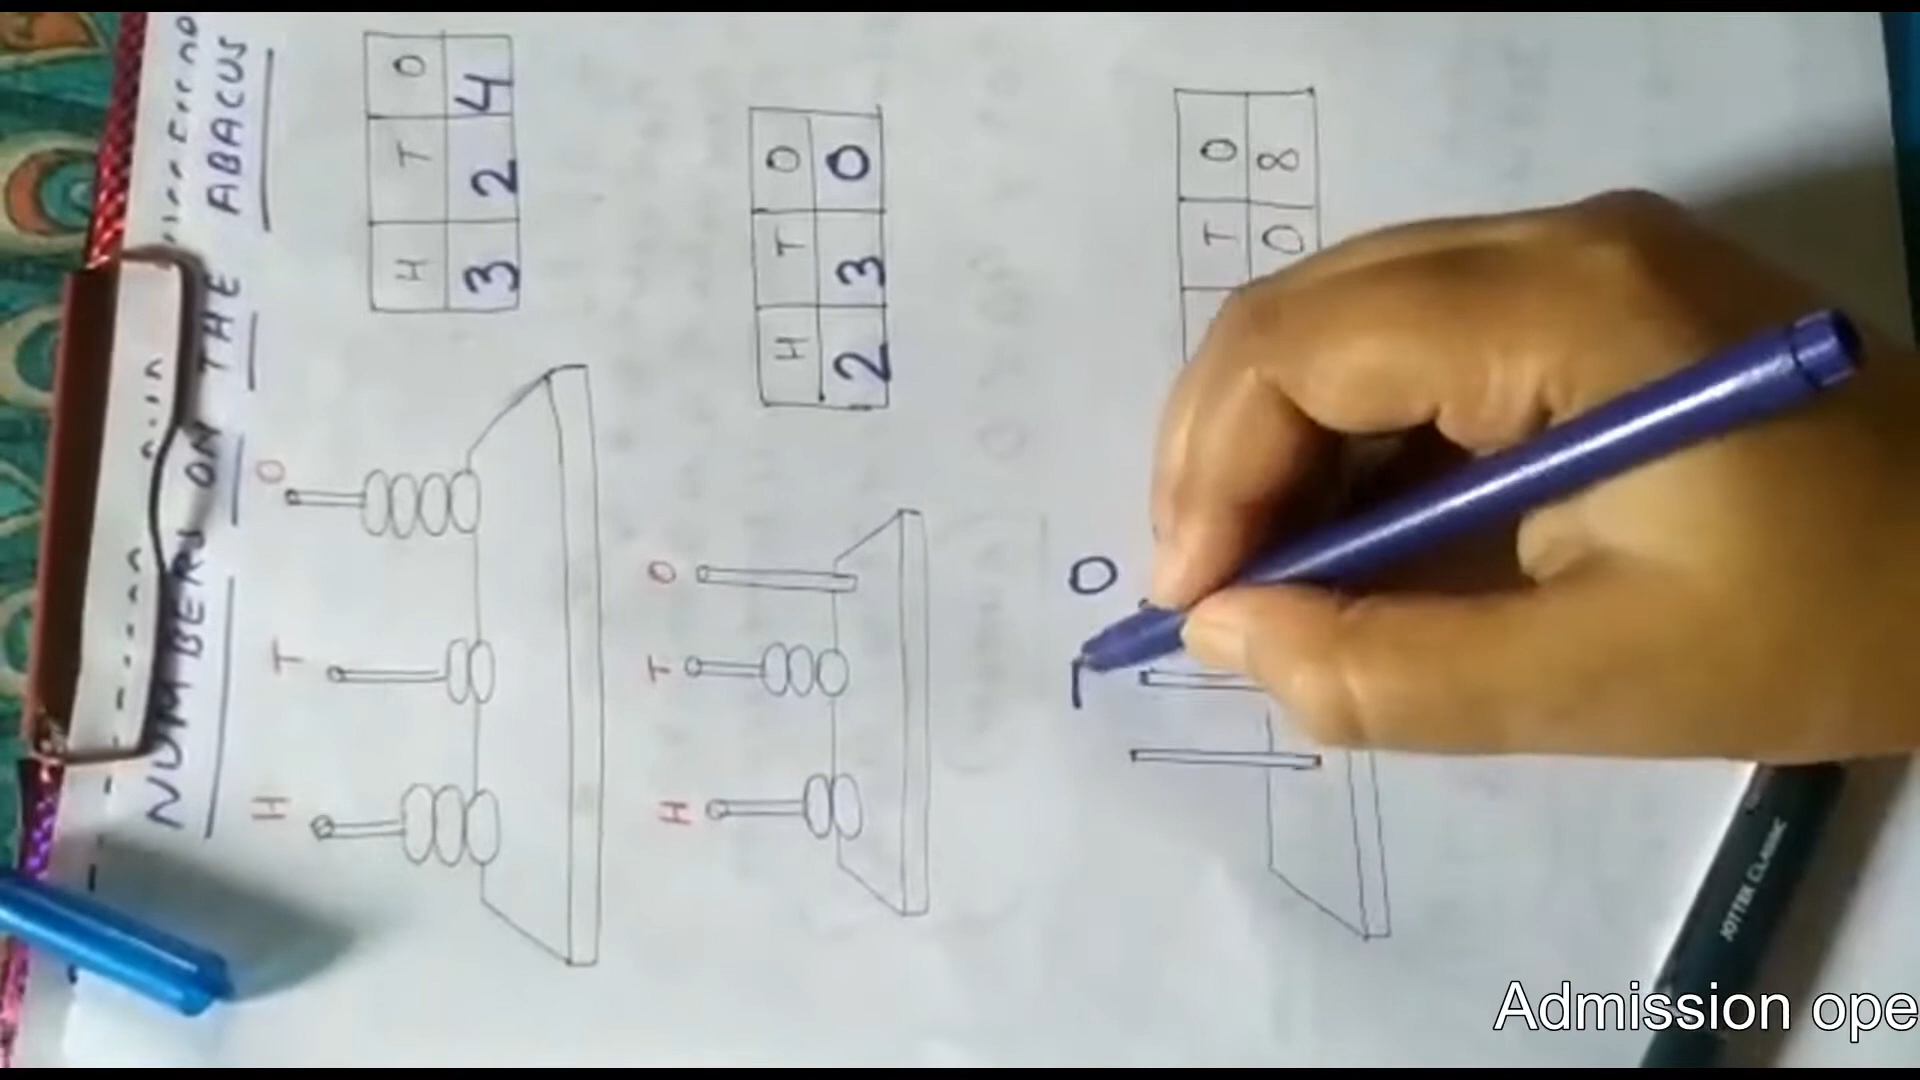 NUMBERS ON THE ABACUS
H T O
3 2 4
O
T
H
H T O
2 3 0
O
T
H
T O
0 8
O
JOTTER CLASSIC
Admission ope